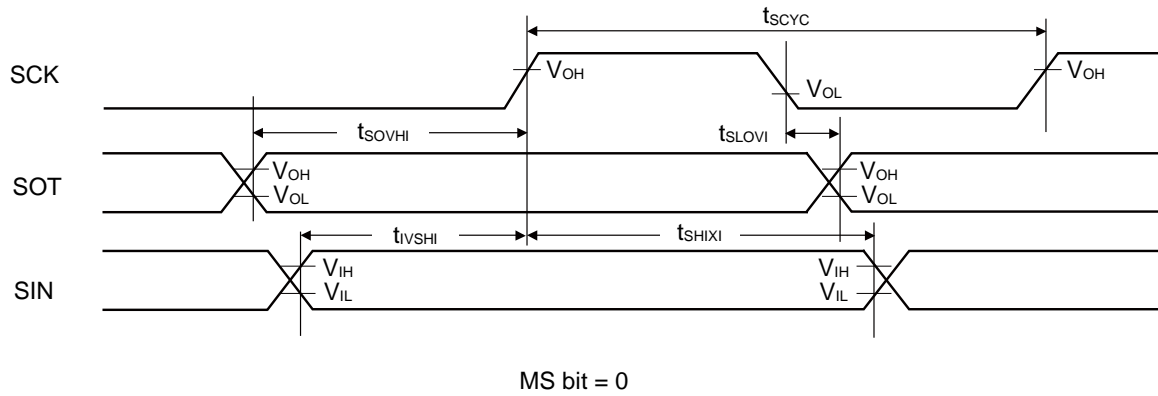 tSCYC
SCK
VOH
VOL
VOH
tSOVHI
tSLOVI
SOT
VOH
VOL
VOH
VOL
tIVSHI
tSHIXI
SIN
VIH
VIL
VIH
VIL
MS bit = 0